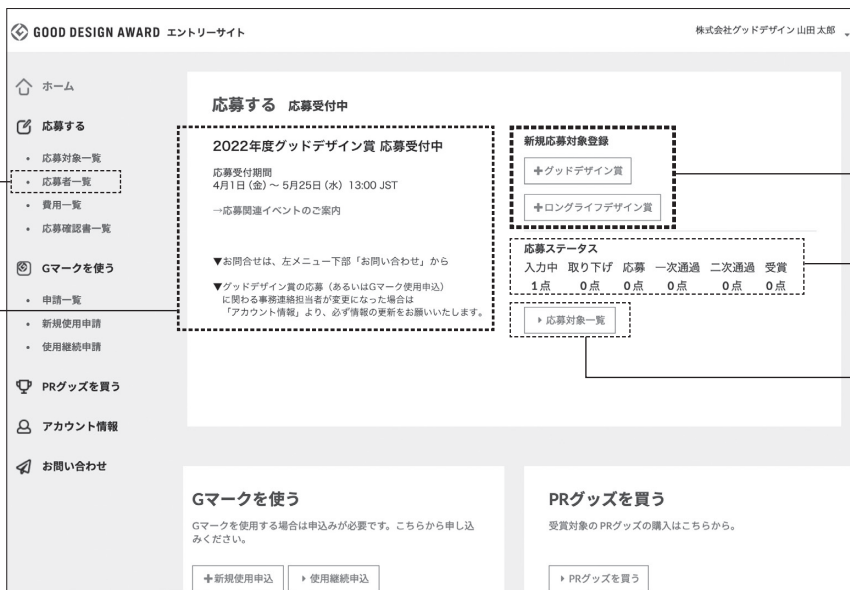 GOOD DESIGN AWARD エントリーサイト
株式会社グッドデザイン 山田 太郎
ホーム
応募する
・ 応募対象一覧
・ 応募者一覧
・ 費用一覧
・ 応募確認書一覧
Gマークを使う
・ 申請一覧
・ 新規使用申請
・ 使用継続申請
PRグッズを買う
アカウント情報
お問い合わせ
応募する 応募受付中
2022年度グッドデザイン賞 応募受付中
応募受付期間
4月1日(金)～ 5月25日(水) 13:00 JST
→応募関連イベントのご案内
▼お問合せは、左メニュー下部「お問い合わせ」から
▼グッドデザイン賞の応募(あるいはGマーク使用申込)
に関わる事務連絡担当者が変更になった場合は
「アカウント情報」より、必ず情報の更新をお願いいたします。
新規応募対象登録
+グッドデザイン賞
+ロングライフデザイン賞
応募ステータス
入力中 取り下げ 応募 一次通過 二次通過 受賞
1点 0点 0点 0点 0点 0点
応募対象一覧
Gマークを使う
Gマークを使用する場合は申込みが必要です。こちらから申し込
みください。
+新規使用申込 使用継続申込
PRグッズを買う
受賞対象の PRグッズの購入はこちらから。
PRグッズを買う